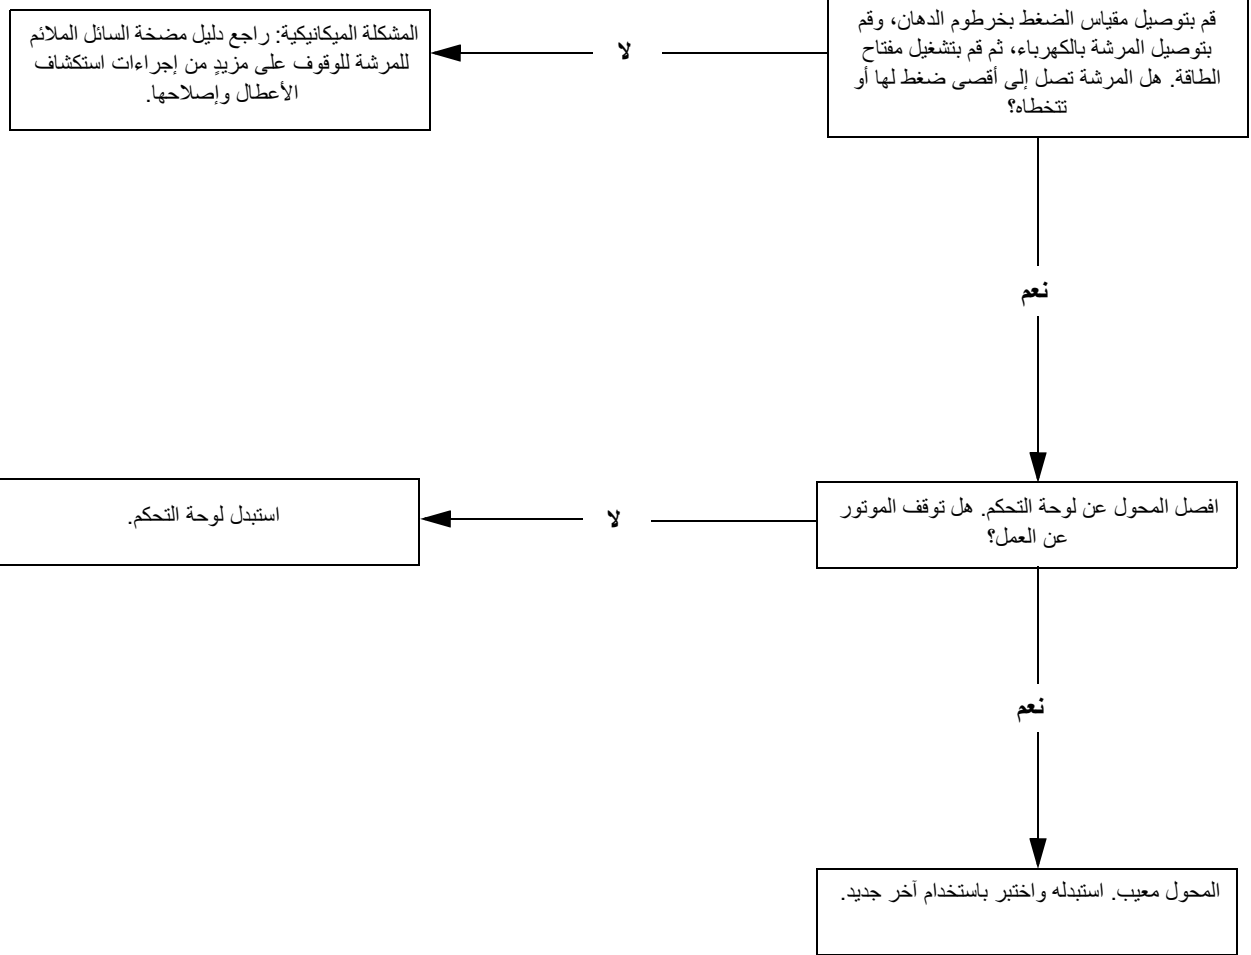 قم بتوصيل مقياس الضغط بخرطوم الدهان، وقم
بتوصيل المرشة بالكهرباء، ثم قم بتشغيل مفتاح
الطاقة. هل المرشة تصل إلى أقصى ضغط لها أو
تتخطاه؟
لا
المشكلة الميكانيكية: راجع دليل مضخة السائل الملائم
للمرشة للوقوف على مزيدٍ من إجراءات استكشاف
الأعطال وإصلاحها.
نعم
افصل المحول عن لوحة التحكم. هل توقف الموتور
عن العمل؟
لا
استبدل لوحة التحكم.
نعم
المحول معيب. استبدله واختبر باستخدام آخر جديد.